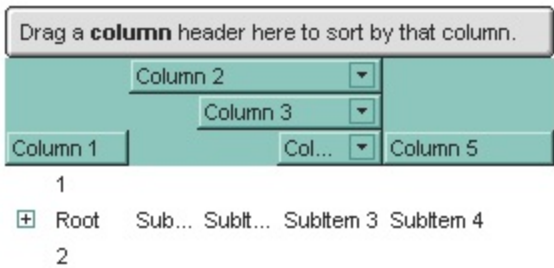 Drag a column header here to sort by that column.
Column 2
Column 3
Column 1 Col... Column 5
1
Root Sub... SubIt... SubItem 3 SubItem 4
2